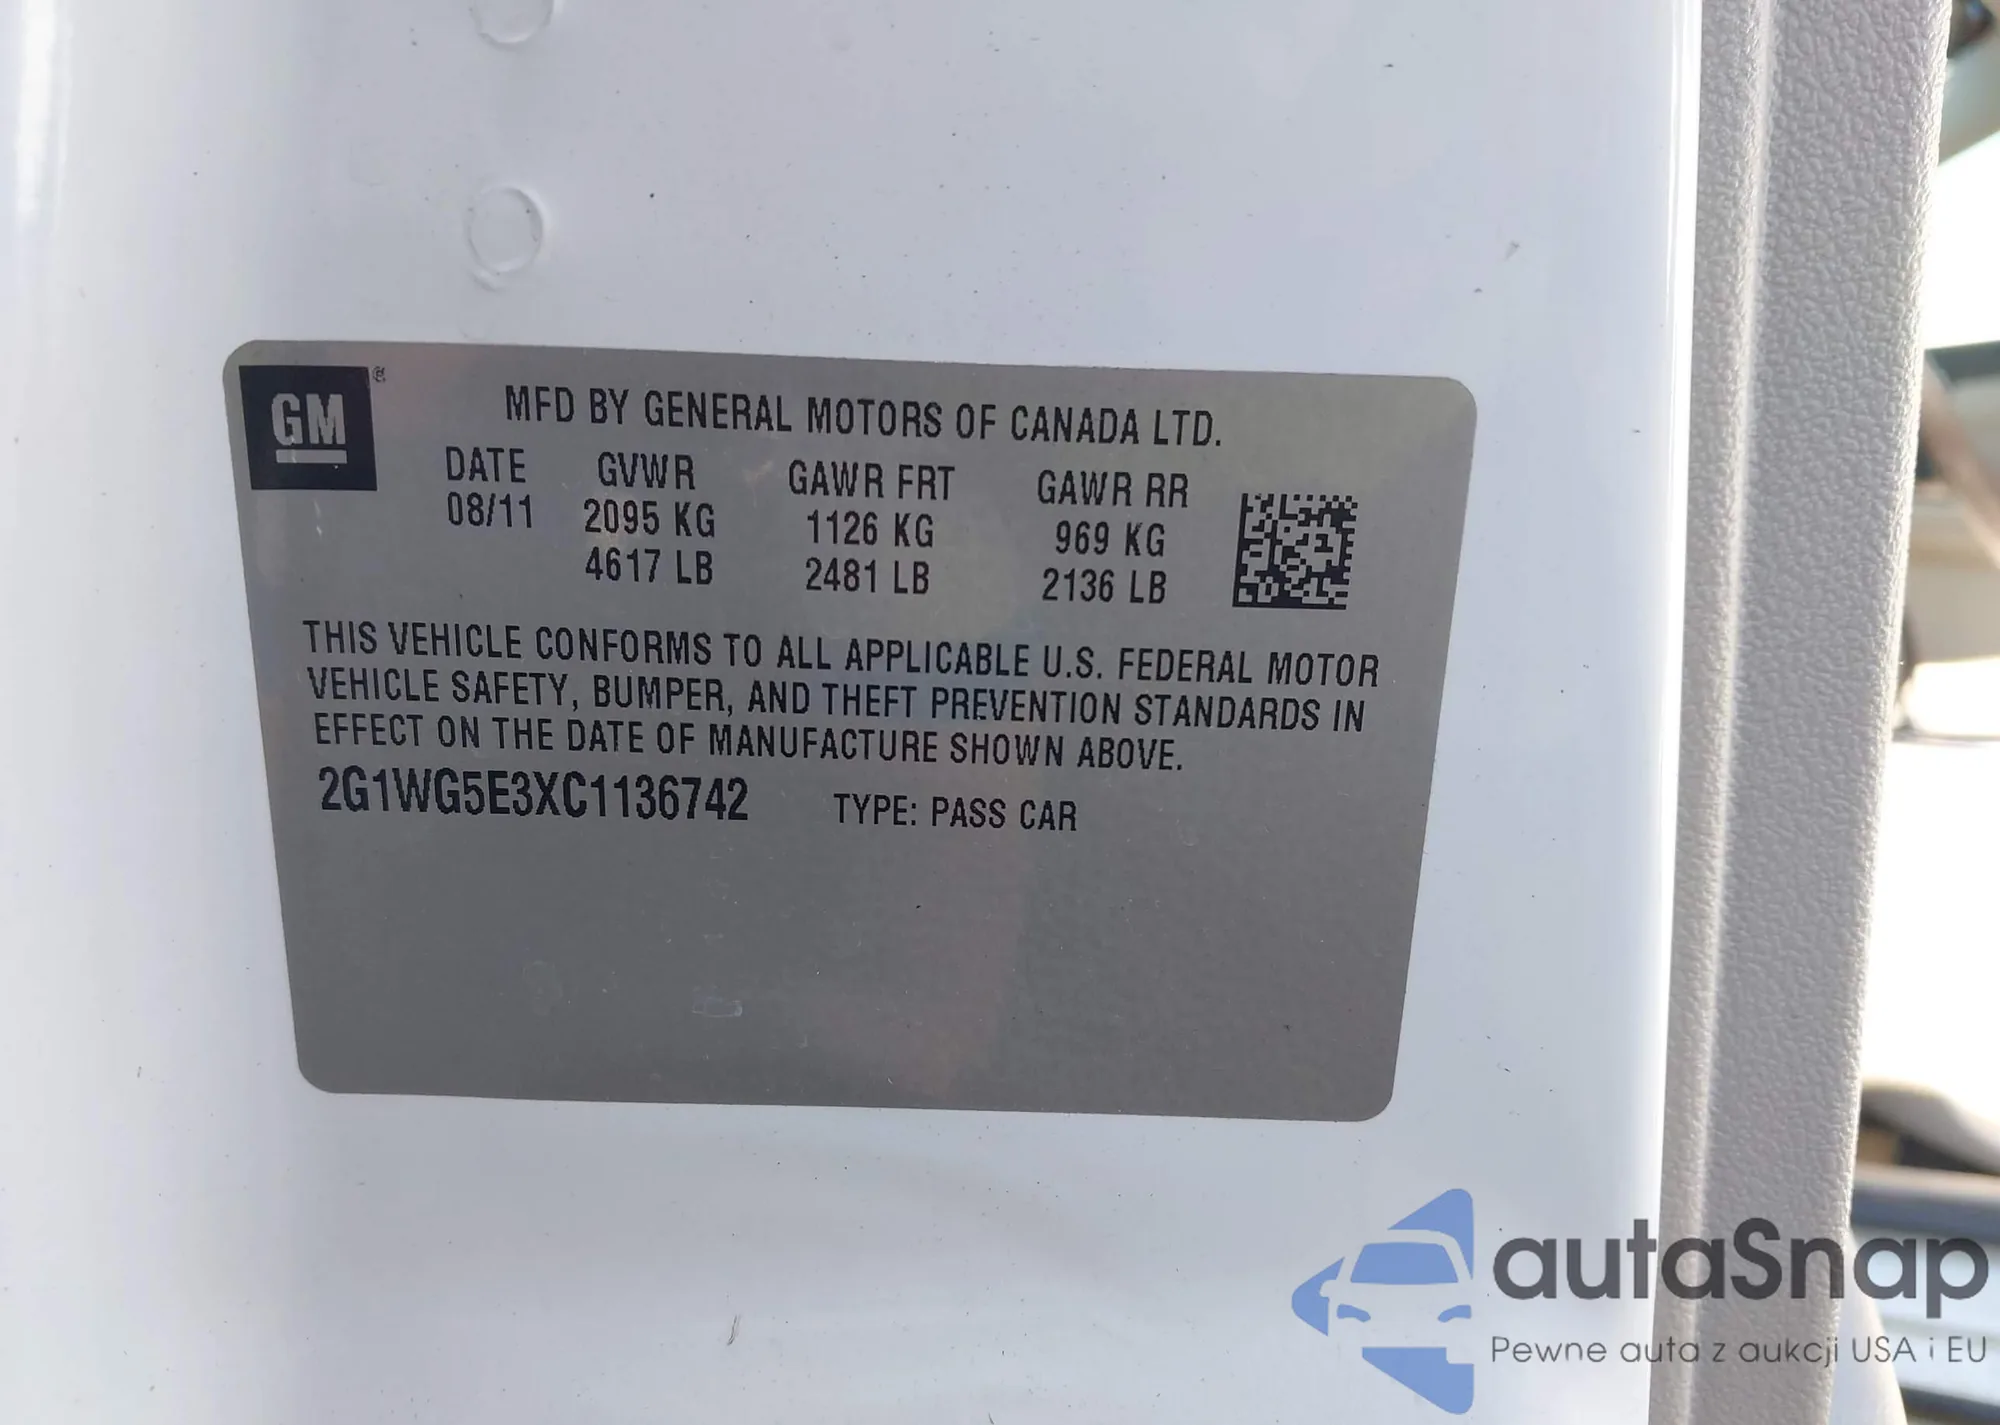 GM
MFD BY GENERAL MOTORS OF CANADA LTD.
DATE GVWR GAWR FRT GAWR RR
08/11 2095 KG 1126 KG 969 KG
4617 LB 2481 LB 2136 LB
THIS VEHICLE CONFORMS TO ALL APPLICABLE U.S. FEDERAL MOTOR
VEHICLE SAFETY, BUMPER, AND THEFT PREVENTION STANDARDS IN
EFFECT ON THE DATE OF MANUFACTURE SHOWN ABOVE.
2G1WG5E3XC1136742 TYPE: PASS CAR
autaSnap
Pewne auta z aukcji USA i EU